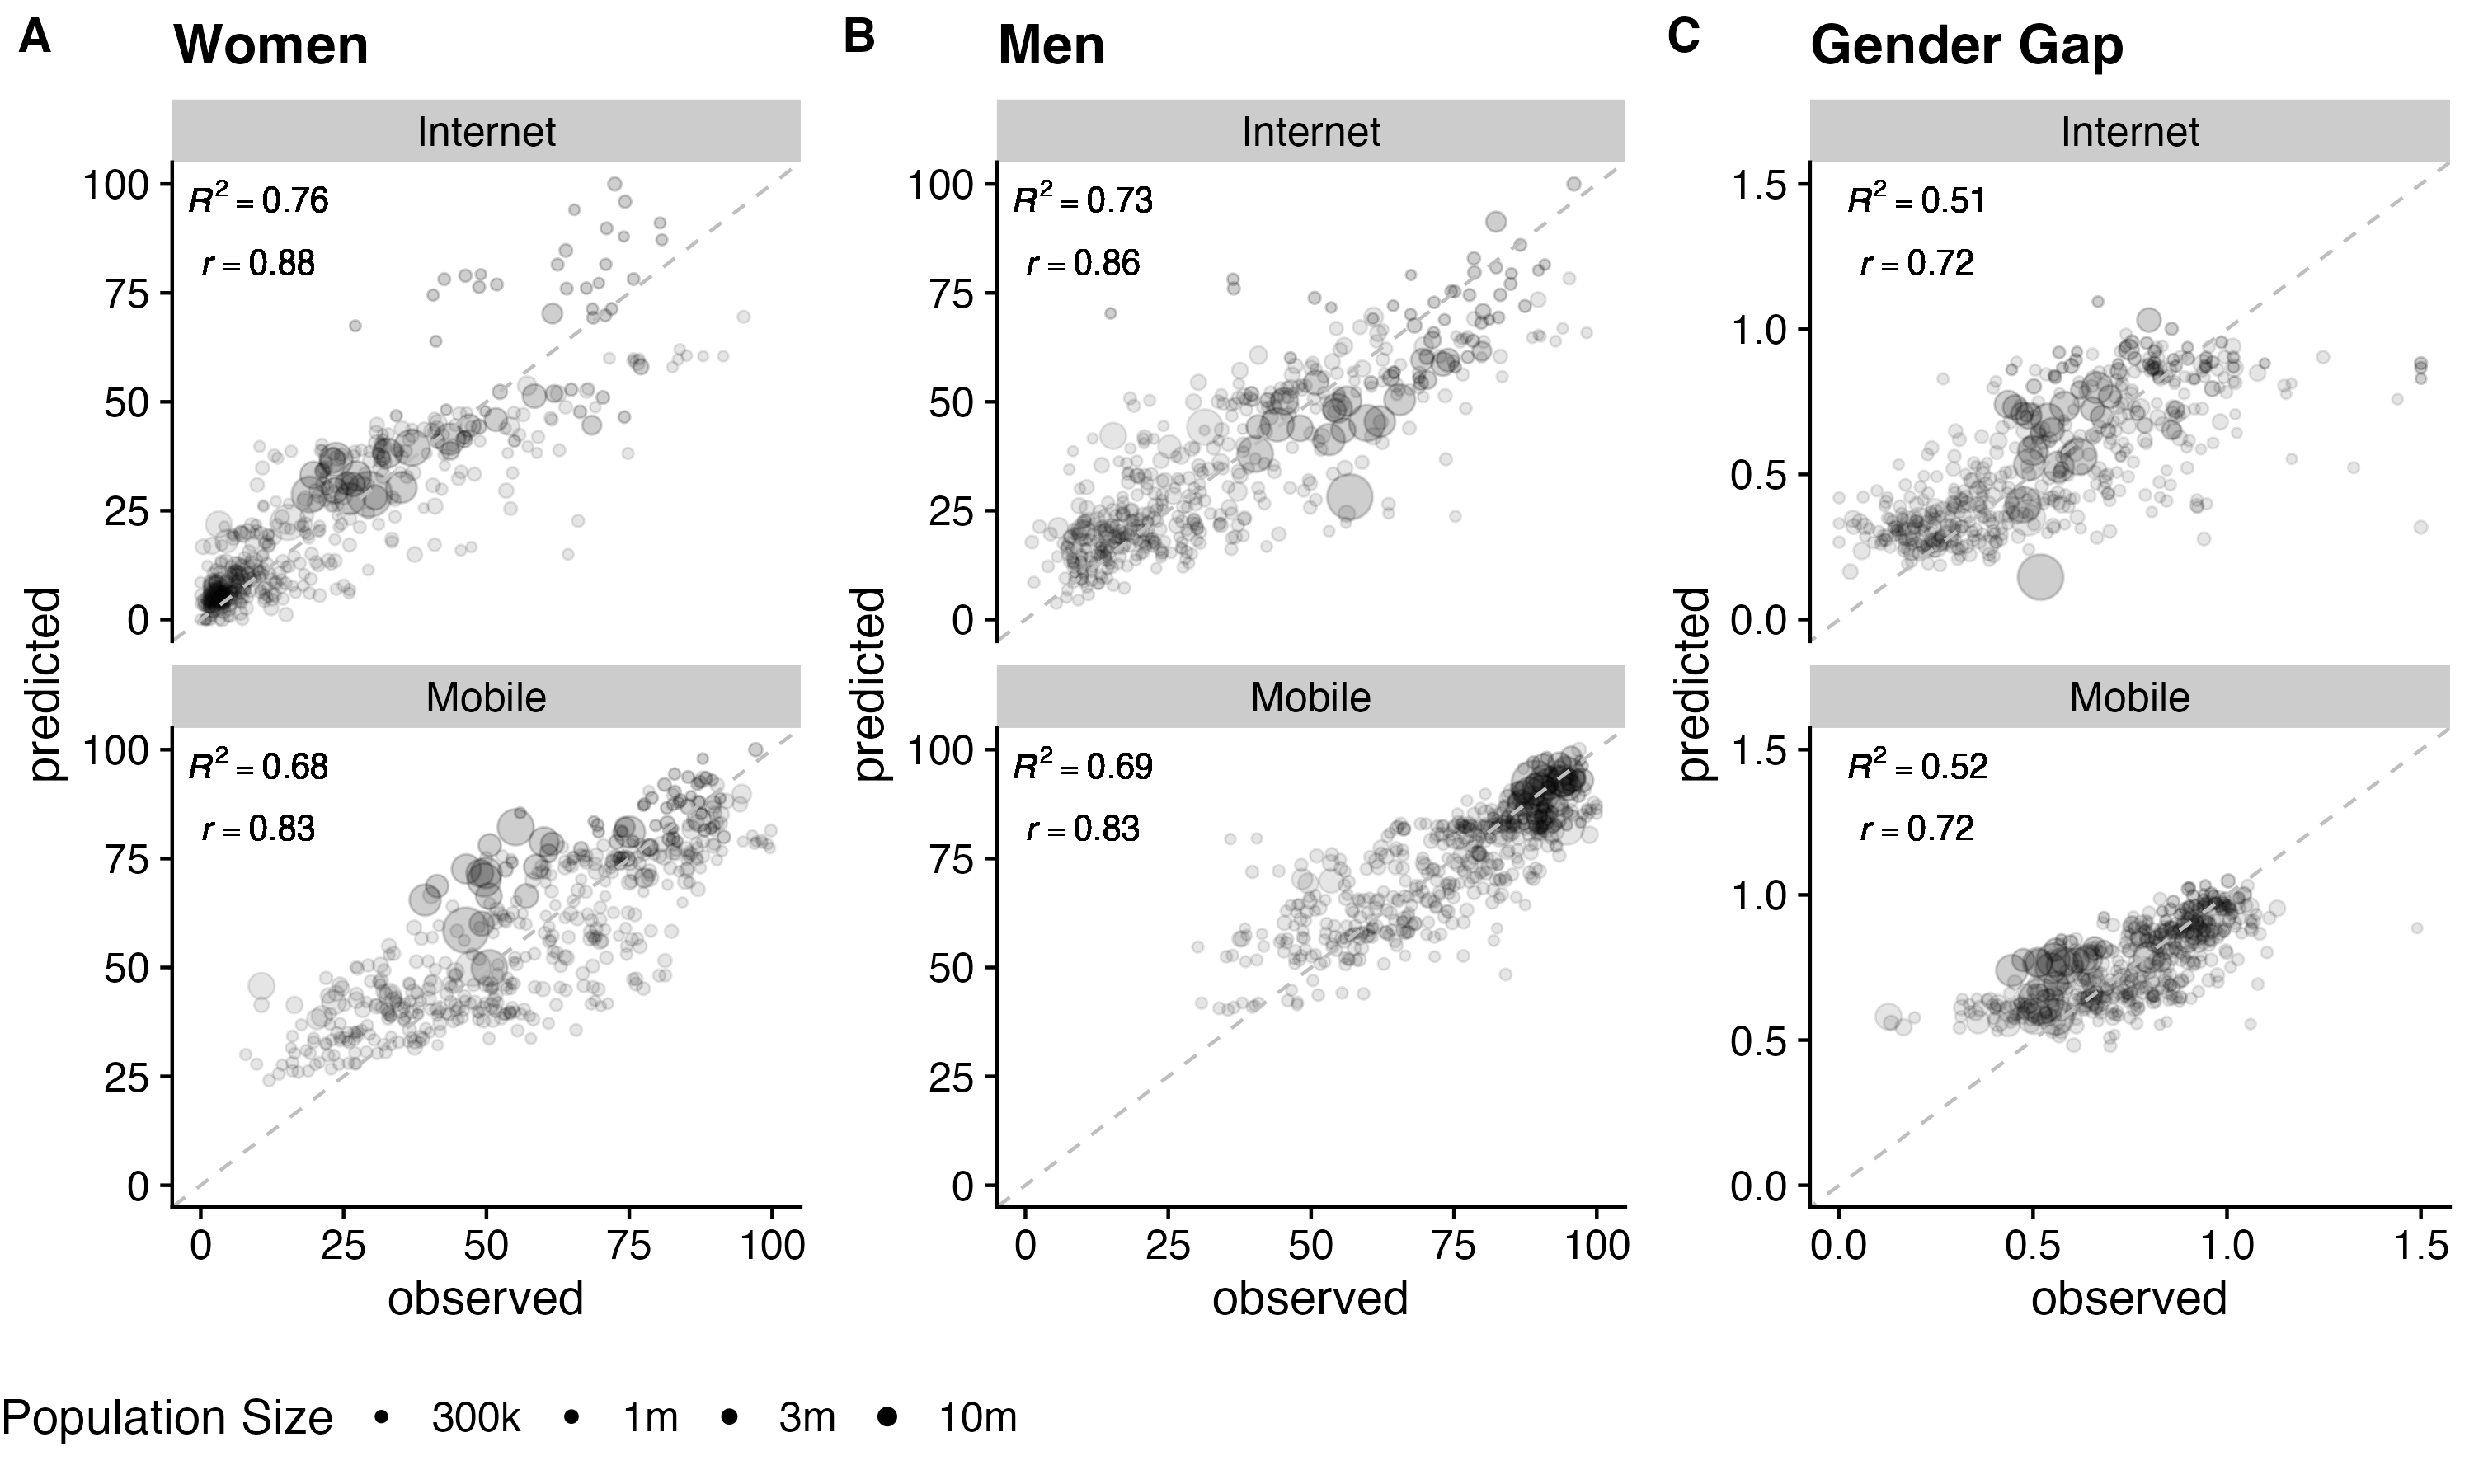 A Women
Internet
R² = 0.76
r = 0.88
100
75
50
25
0
Mobile
R² = 0.68
r = 0.83
100
75
50
25
0
predicted
0 25 50 75 100
observed
B Men
Internet
R² = 0.73
r = 0.86
100
75
50
25
0
Mobile
R² = 0.69
r = 0.83
100
75
50
25
0
predicted
0 25 50 75 100
observed
C Gender Gap
Internet
R² = 0.51
r = 0.72
1.5
1.0
0.5
0.0
Mobile
R² = 0.52
r = 0.72
1.5
1.0
0.5
0.0
predicted
0.0 0.5 1.0 1.5
observed
Population Size 300k 1m 3m 10m